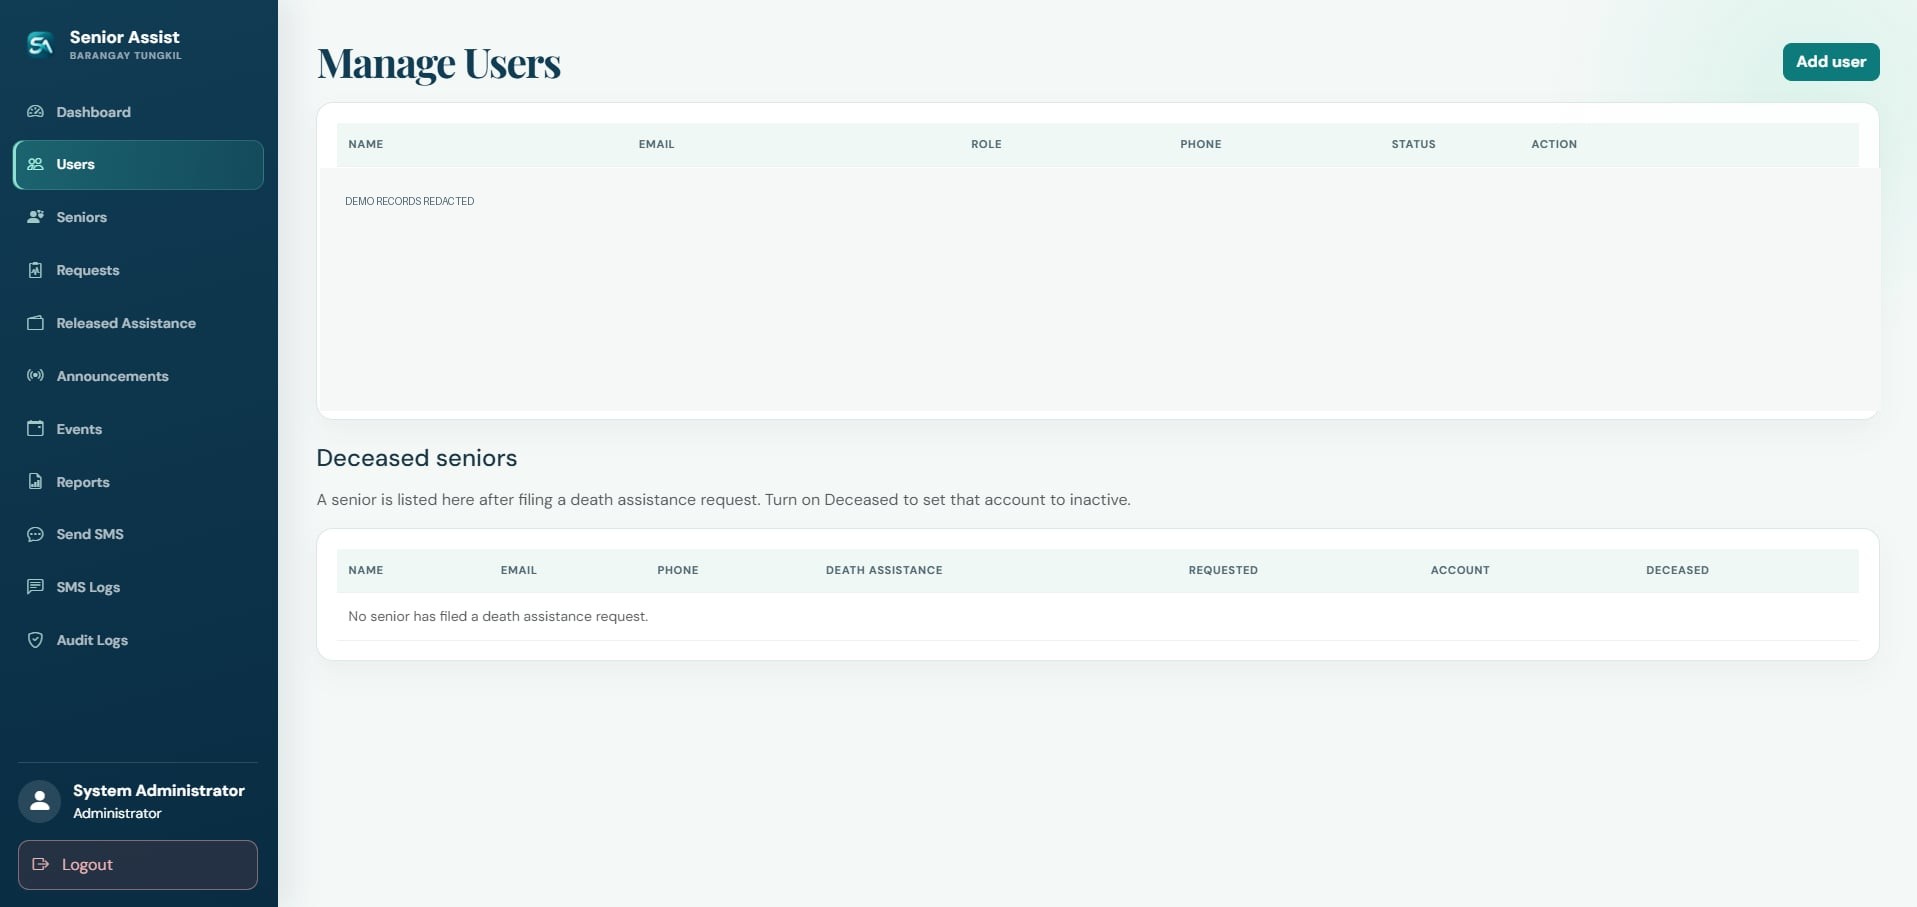 Senior Assist
BARANGAY TUNGKIL
Dashboard
Users
Seniors
Requests
Released Assistance
Announcements
Events
Reports
Send SMS
SMS Logs
Audit Logs
System Administrator
Administrator
Logout
Manage Users
Add user
NAME EMAIL ROLE PHONE STATUS ACTION
DEMO RECORDS REDACTED
Deceased seniors
A senior is listed here after filing a death assistance request. Turn on Deceased to set that account to inactive.
NAME EMAIL PHONE DEATH ASSISTANCE REQUESTED ACCOUNT DECEASED
No senior has filed a death assistance request.